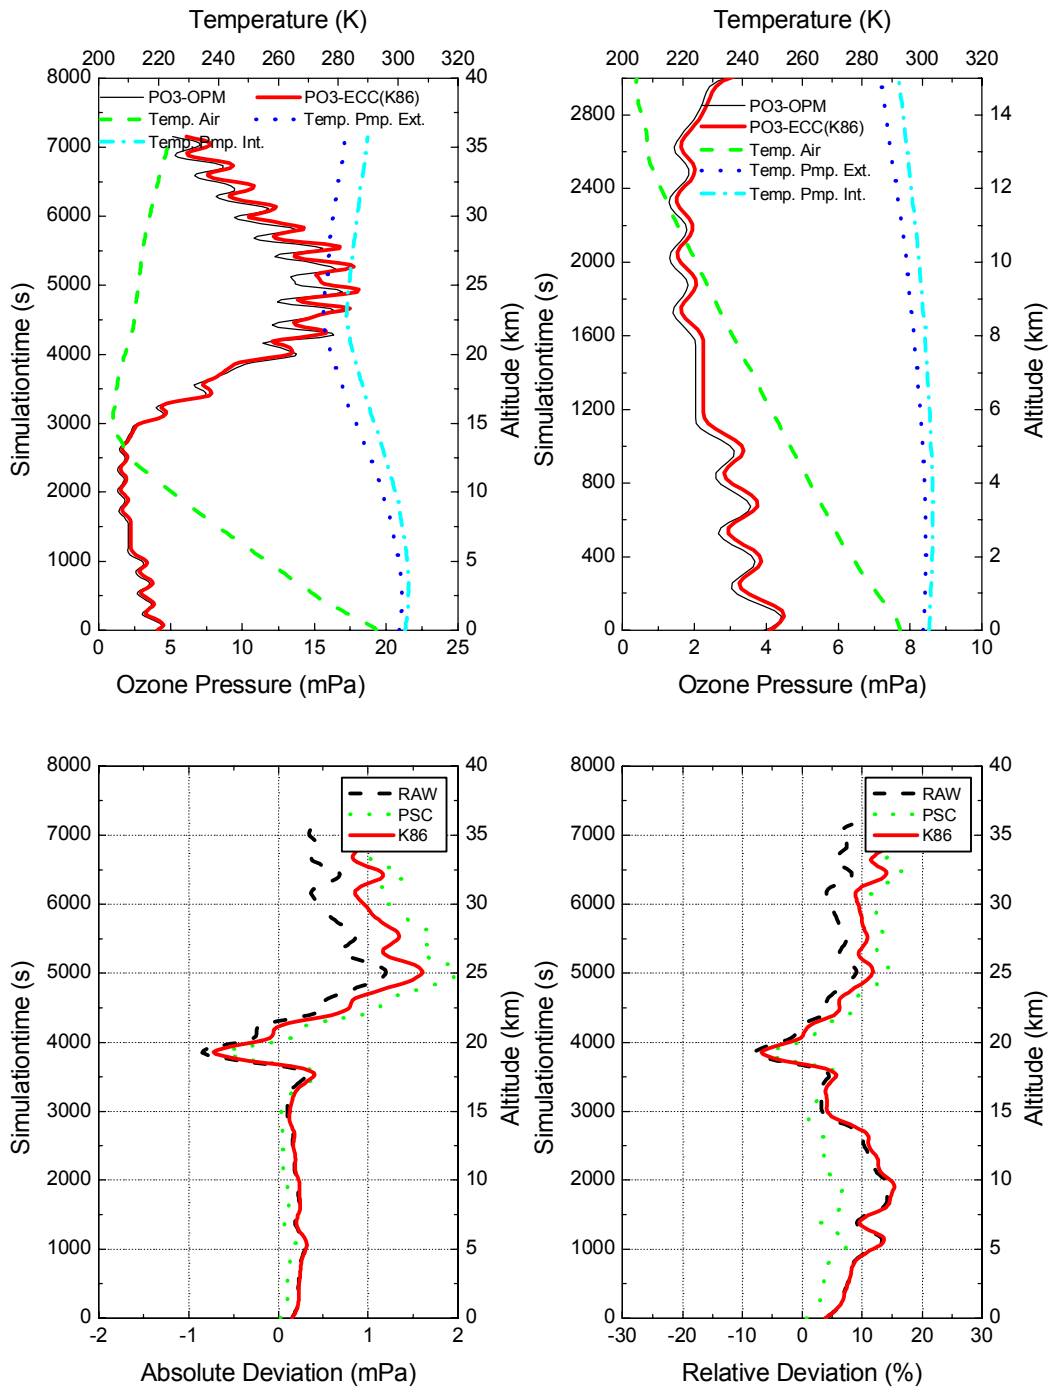 Temperature (K)
200 220 240 260 280 300 320
8000
7000
6000
5000
4000
3000
2000
1000
0
Simulationtime (s)
PO3-OPM
PO3-ECC(K86)
Temp. Air
Temp. Pmp. Ext.
Temp. Pmp. Int.
40
35
30
25
20
15
10
5
0
Altitude (km)
0 5 10 15 20 25
Ozone Pressure (mPa)
Temperature (K)
200 220 240 260 280 300 320
2800
2400
2000
1600
1200
800
400
0
Simulationtime (s)
PO3-OPM
PO3-ECC(K86)
Temp. Air
Temp. Pmp. Ext.
Temp. Pmp. Int.
14
12
10
8
6
4
2
0
Altitude (km)
0 2 4 6 8 10
Ozone Pressure (mPa)
8000
7000
6000
5000
4000
3000
2000
1000
0
Simulationtime (s)
RAW
PSC
K86
40
35
30
25
20
15
10
5
0
Altitude (km)
-2 -1 0 1 2
Absolute Deviation (mPa)
8000
7000
6000
5000
4000
3000
2000
1000
0
Simulationtime (s)
RAW
PSC
K86
40
35
30
25
20
15
10
5
0
Altitude (km)
-30 -20 -10 0 10 20 30
Relative Deviation (%)